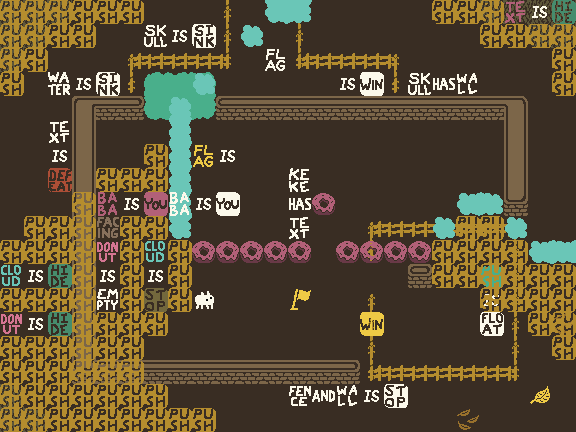 PUSH
TEXT IS HIDE
SKULL IS SINK
FLAG
IS WIN
SKULL HAS WALL
WATER IS SINK
TEXT
IS
DEFEAT
FLAG IS
BABA IS YOU
BABA IS YOU
KEKE
HAS
TEXT
FACING
DONUT
IS
EMPTY
CLOUD
IS
STOP
CLOUD IS HIDE
DONUT IS HIDE
WIN
IS
FLOAT
FENCE AND WALL IS STOP